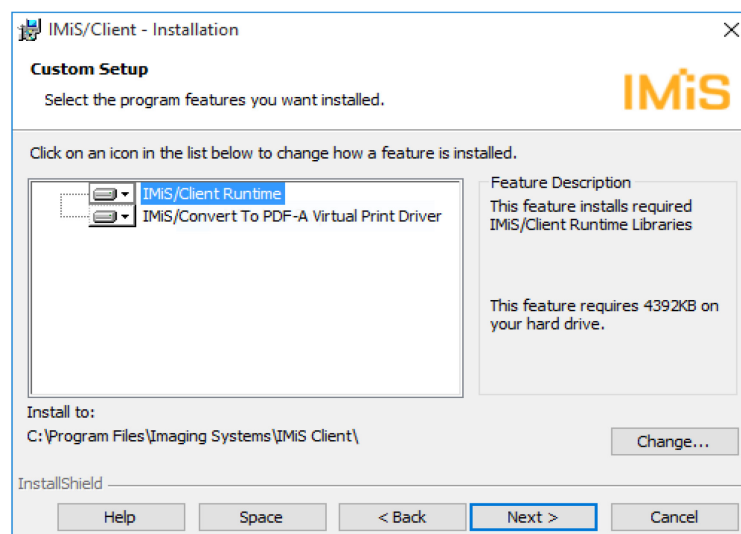 IMiS/Client - Installation
Custom Setup
Select the program features you want installed.
IMiS
Click on an icon in the list below to change how a feature is installed.
IMiS/Client Runtime
IMiS/Convert To PDF-A Virtual Print Driver
Feature Description
This feature installs required
IMiS/Client Runtime Libraries
This feature requires 4392KB on
your hard drive.
Install to:
C:\Program Files\Imaging Systems\IMiS Client\
Change...
InstallShield
Help
Space
< Back
Next >
Cancel